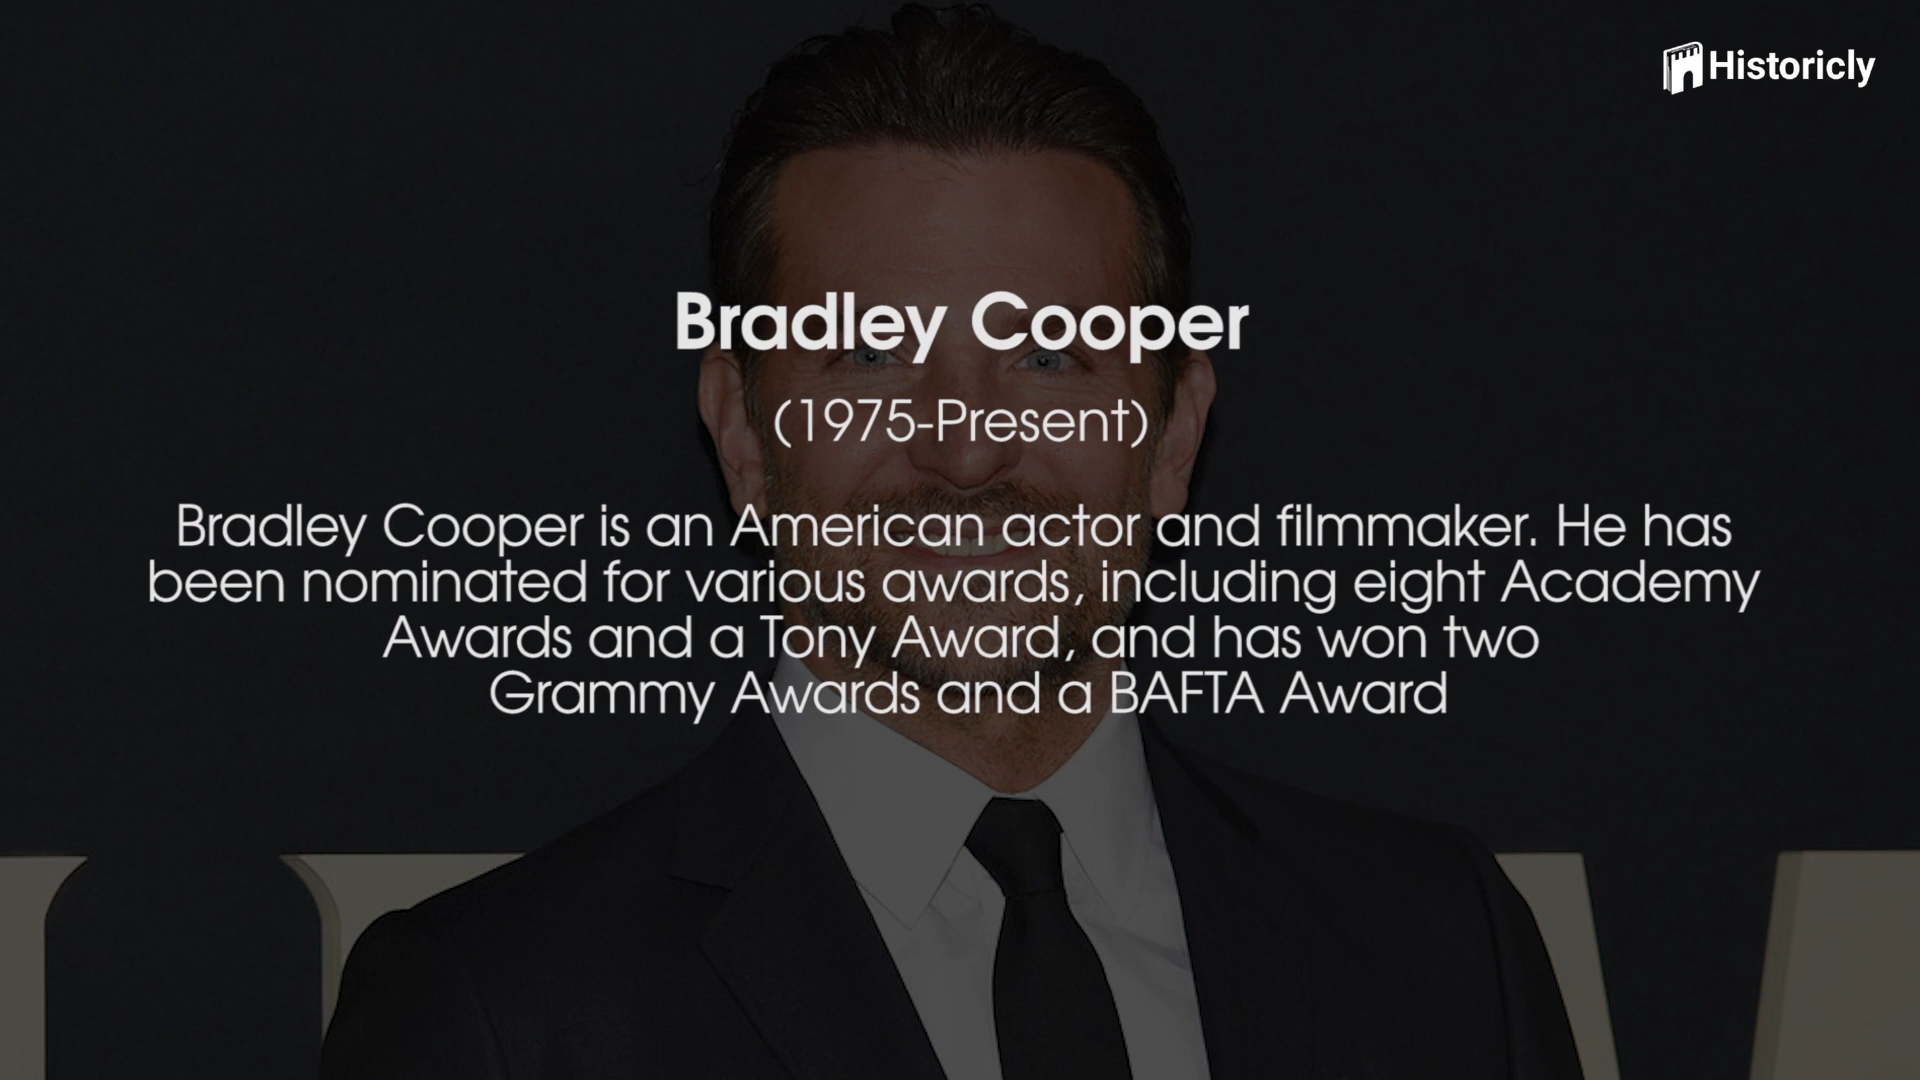 Historicly
Bradley Cooper
(1975-Present)
Bradley Cooper is an American actor and filmmaker. He has
been nominated for various awards, including eight Academy
Awards and a Tony Award, and has won two
Grammy Awards and a BAFTA Award